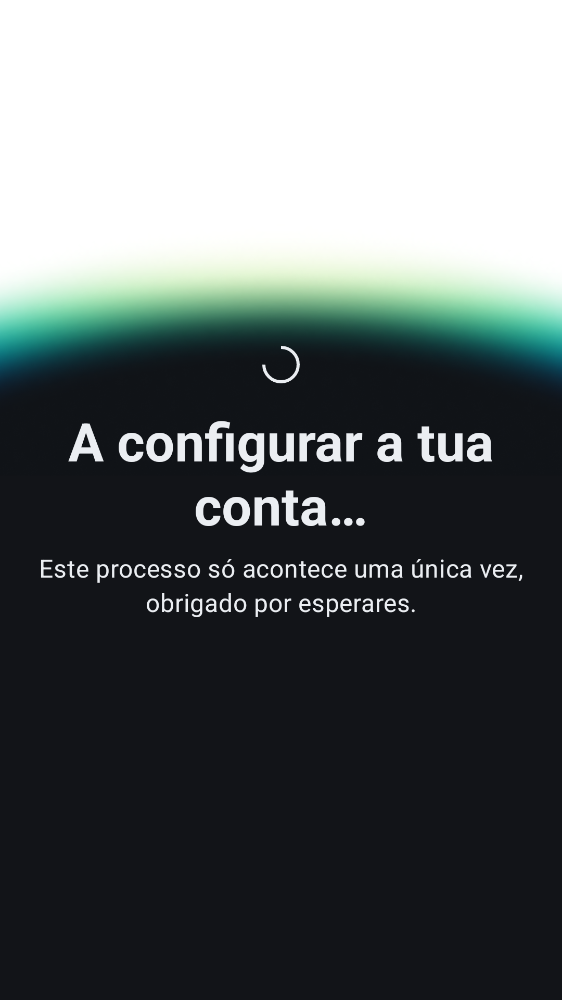 A configurar a tua
conta…
Este processo só acontece uma única vez,
obrigado por esperares.